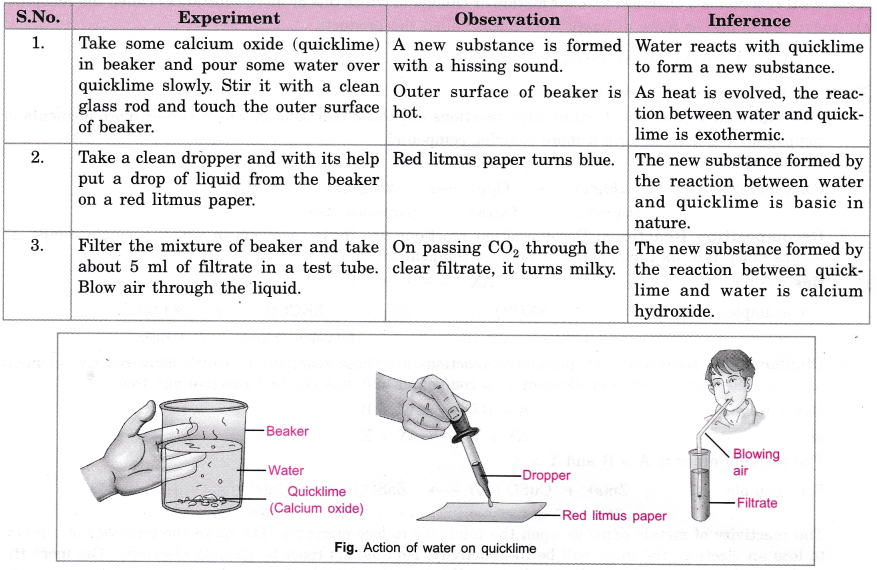 S.No. Experiment Observation Inference
1. Take some calcium oxide (quicklime)
in beaker and pour some water over
quicklime slowly. Stir it with a clean
glass rod and touch the outer surface
of beaker.
A new substance is formed
with a hissing sound.
Outer surface of beaker is
hot.
Water reacts with quicklime
to form a new substance.
As heat is evolved, the reac-
tion between water and quick-
lime is exothermic.
2. Take a clean dropper and with its help
put a drop of liquid from the beaker
on a red litmus paper.
Red litmus paper turns blue.
The new substance formed by
the reaction between water
and quicklime is basic in
nature.
3. Filter the mixture of beaker and take
about 5 ml of filtrate in a test tube.
Blow air through the liquid.
On passing CO₂ through the
clear filtrate, it turns milky.
The new substance formed by
the reaction between quick-
lime and water is calcium
hydroxide.
Beaker
Water
Quicklime
(Calcium oxide)
Dropper
Red litmus paper
Blowing
air
Filtrate
Fig. Action of water on quicklime